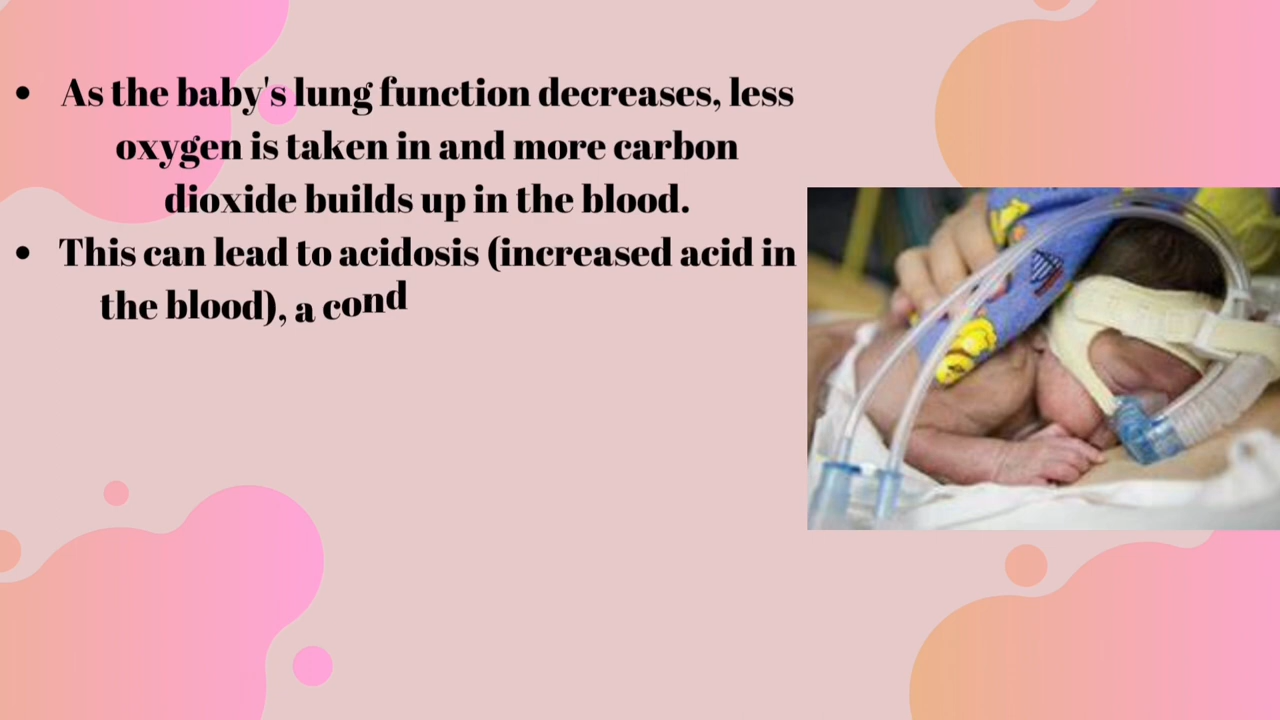 • As the baby's lung function decreases, less
oxygen is taken in and more carbon
dioxide builds up in the blood.
• This can lead to acidosis (increased acid in
the blood), a cond